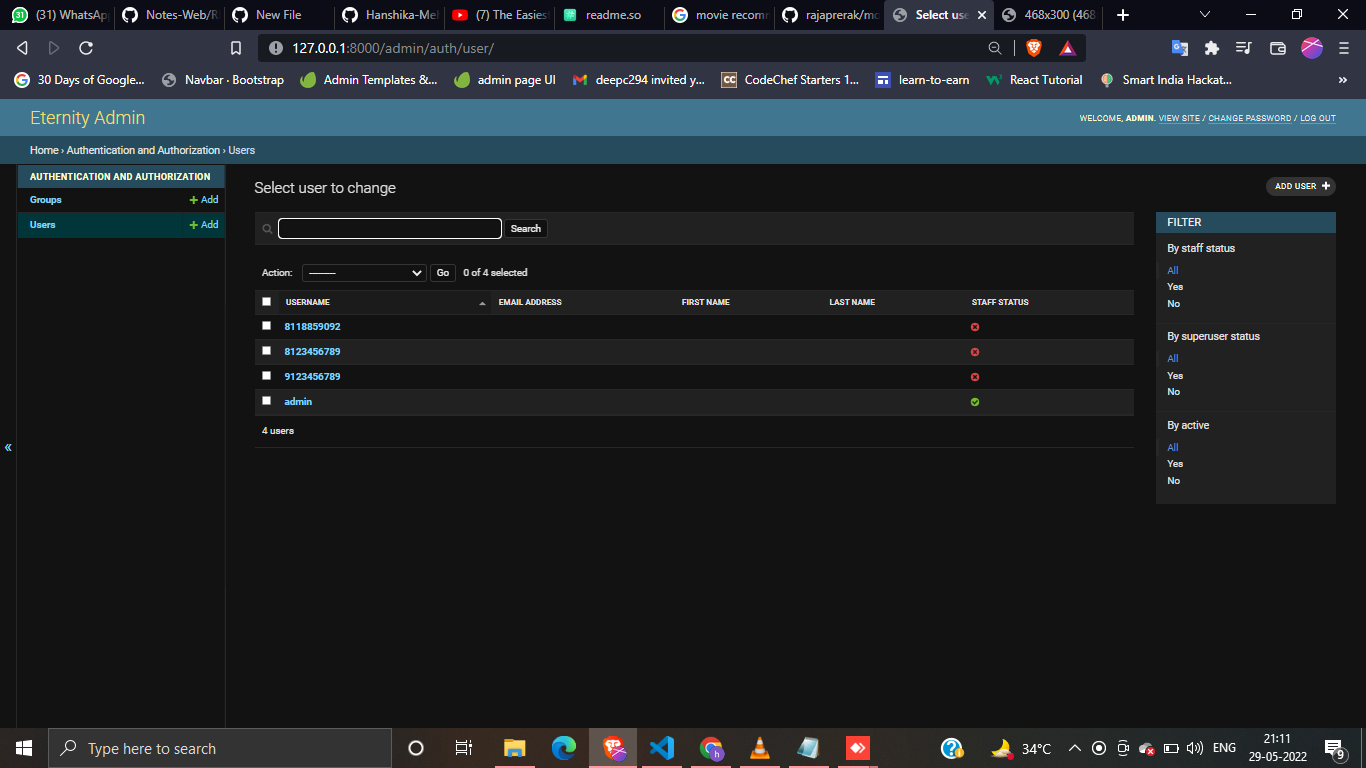 (31) WhatsApp
Notes-Web/R
New File
Hanshika-Me
(7) The Easiest
readme.so
movie recom
rajaprerak/mo
Select use
468x300 (468
127.0.0.1:8000/admin/auth/user/
30 Days of Google...
Navbar · Bootstrap
Admin Templates &...
admin page UI
deepc294 invited y...
CodeChef Starters 1...
learn-to-earn
React Tutorial
Smart India Hackat...
Eternity Admin
WELCOME, ADMIN. VIEW SITE / CHANGE PASSWORD / LOG OUT
Home › Authentication and Authorization › Users
AUTHENTICATION AND AUTHORIZATION
Groups + Add
Users + Add
Select user to change
ADD USER +
Search
Action: --------- Go 0 of 4 selected
USERNAME EMAIL ADDRESS FIRST NAME LAST NAME STAFF STATUS
8118859092
8123456789
9123456789
admin
4 users
FILTER
By staff status
All
Yes
No
By superuser status
All
Yes
No
By active
All
Yes
No
«
Type here to search
34°C
ENG
21:11
29-05-2022
9